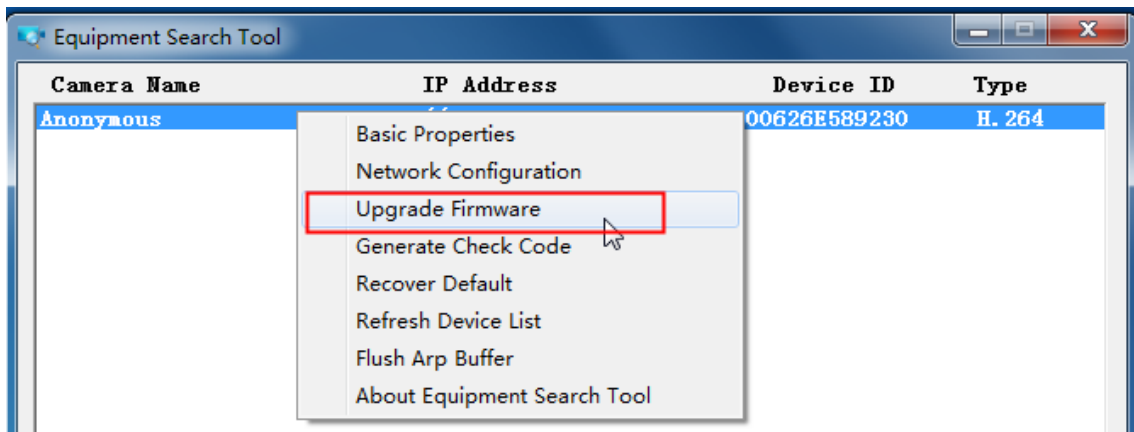 Equipment Search Tool
Camera Name IP Address Device ID Type
Anonymous 00626E589230 H.264
Basic Properties
Network Configuration
Upgrade Firmware
Generate Check Code
Recover Default
Refresh Device List
Flush Arp Buffer
About Equipment Search Tool